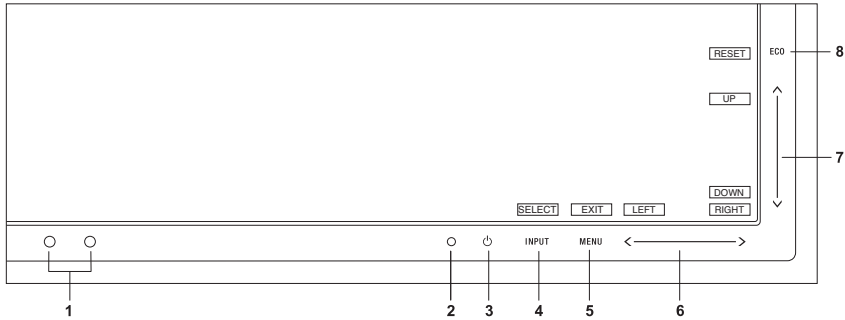 RESET
ECO
8
UP
7
DOWN
SELECT
EXIT
LEFT
RIGHT
INPUT
MENU
1
2
3
4
5
6